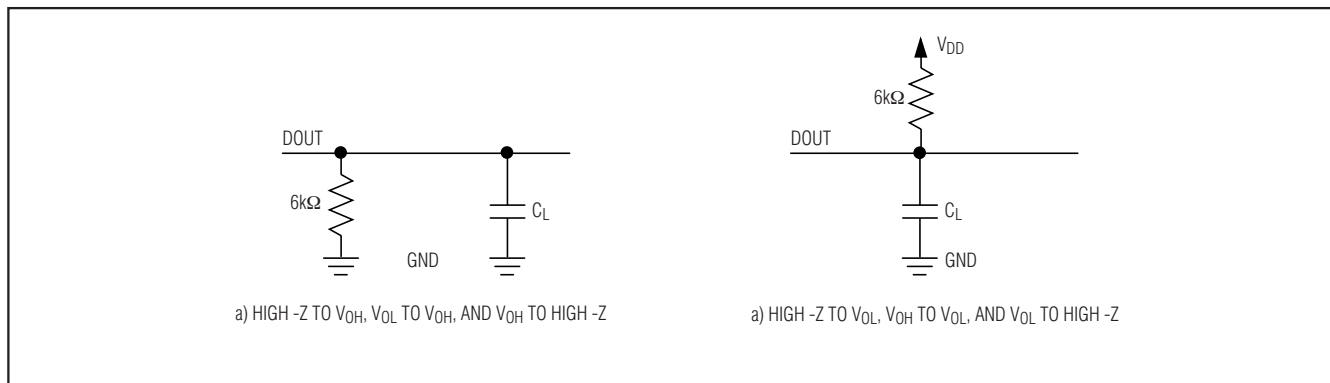 DOUT
6kΩ
CL
GND
a) HIGH -Z TO VOH, VOL TO VOH, AND VOH TO HIGH -Z
VDD
6kΩ
DOUT
CL
GND
a) HIGH -Z TO VOL, VOH TO VOL, AND VOL TO HIGH -Z